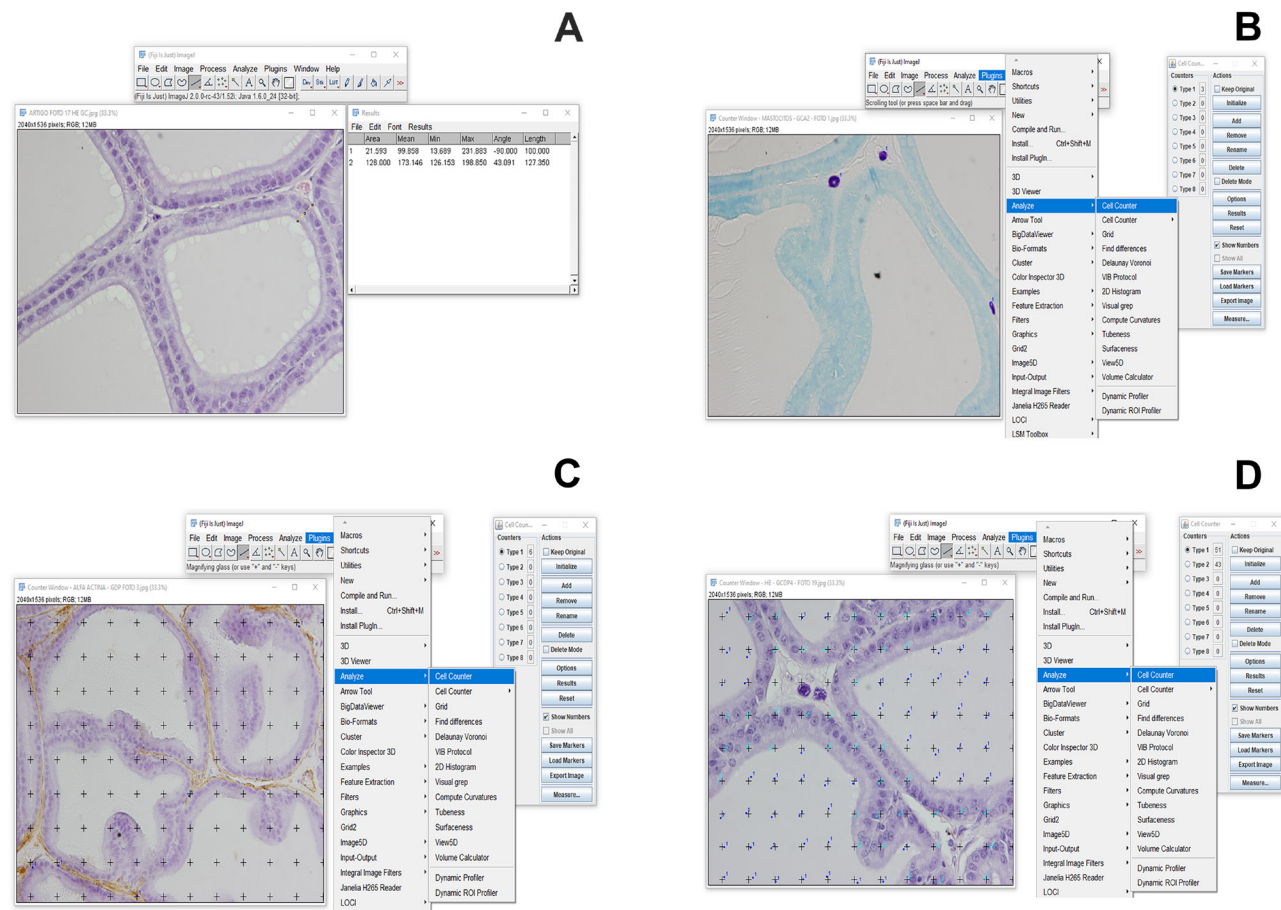 A
(Fiji Is Just) ImageJ
File Edit Image Process Analyze Plugins Window Help
Dev Stk LUT
(Fiji Is Just) ImageJ 2.0.0-rc-43/1.52i; Java 1.6.0_24 [32-bit];
ARTIGO FOTO 17 HE GC.jpg (33.3%)
2040x1536 pixels; RGB; 12MB
Results
File Edit Font Results
Area Mean Min Max Angle Length
1 21.593 99.858 13.689 231.883 -90.000 100.000
2 128.000 173.146 126.153 198.850 43.091 127.350
B
(Fiji Is Just) ImageJ
File Edit Image Process Analyze Plugins
Scrolling tool (or press space bar and drag)
Counter Window - MASTOCITOS - GCA2 - FOTO 1.jpg (33.3%)
2040x1536 pixels; RGB; 12MB
Macros
Shortcuts
Utilities
New
Compile and Run...
Install... Ctrl+Shift+M
Install PlugIn...
3D
3D Viewer
Analyze
Arrow Tool
BigDataViewer
Bio-Formats
Cluster
Color Inspector 3D
Examples
Feature Extraction
Filters
Graphics
Grid2
Image5D
Input-Output
Integral Image Filters
Janelia H265 Reader
LOCI
LSM Toolbox
Cell Counter
Cell Counter
Grid
Find differences
Delaunay Voronoi
VIB Protocol
2D Histogram
Visual grep
Compute Curvatures
Tubeness
Surfaceness
View5D
Volume Calculator
Dynamic Profiler
Dynamic ROI Profiler
Cell Coun...
Counters
Type 1 3
Type 2 0
Type 3 0
Type 4 0
Type 5 0
Type 6 0
Type 7 0
Type 8 0
Actions
Keep Original
Initialize
Add
Remove
Rename
Delete
Delete Mode
Options
Results
Reset
Show Numbers
Show All
Save Markers
Load Markers
Export Image
Measure...
C
(Fiji Is Just) ImageJ
File Edit Image Process Analyze Plugins
Magnifying glass (or use "+" and "-" keys)
Counter Window - ALFA ACTINA - GDP FOTO 3.jpg (33.3%)
2040x1536 pixels; RGB; 12MB
Macros
Shortcuts
Utilities
New
Compile and Run...
Install... Ctrl+Shift+M
Install PlugIn...
3D
3D Viewer
Analyze
Arrow Tool
BigDataViewer
Bio-Formats
Cluster
Color Inspector 3D
Examples
Feature Extraction
Filters
Graphics
Grid2
Image5D
Input-Output
Integral Image Filters
Janelia H265 Reader
LOCI
Cell Counter
Cell Counter
Grid
Find differences
Delaunay Voronoi
VIB Protocol
2D Histogram
Visual grep
Compute Curvatures
Tubeness
Surfaceness
View5D
Volume Calculator
Dynamic Profiler
Dynamic ROI Profiler
Cell Coun...
Counters
Type 1 6
Type 2 0
Type 3 0
Type 4 0
Type 5 0
Type 6 0
Type 7 0
Type 8 0
Actions
Keep Original
Initialize
Add
Remove
Rename
Delete
Delete Mode
Options
Results
Reset
Show Numbers
Show All
Save Markers
Load Markers
Export Image
Measure...
D
(Fiji Is Just) ImageJ
File Edit Image Process Analyze Plugins
Magnifying glass (or use "+" and "-" keys)
Counter Window - HE - GCDP4 - FOTO 19.jpg (33.3%)
2040x1536 pixels; RGB; 12MB
Macros
Shortcuts
Utilities
New
Compile and Run...
Install... Ctrl+Shift+M
Install PlugIn...
3D
3D Viewer
Analyze
Arrow Tool
BigDataViewer
Bio-Formats
Cluster
Color Inspector 3D
Examples
Feature Extraction
Filters
Graphics
Grid2
Image5D
Input-Output
Integral Image Filters
Janelia H265 Reader
LOCI
Cell Counter
Cell Counter
Grid
Find differences
Delaunay Voronoi
VIB Protocol
2D Histogram
Visual grep
Compute Curvatures
Tubeness
Surfaceness
View5D
Volume Calculator
Dynamic Profiler
Dynamic ROI Profiler
Cell Counter
Counters
Type 1 51
Type 2 43
Type 3 0
Type 4 0
Type 5 0
Type 6 0
Type 7 0
Type 8 0
Actions
Keep Original
Initialize
Add
Remove
Rename
Delete
Delete Mode
Options
Results
Reset
Show Numbers
Show All
Save Markers
Load Markers
Export Image
Measure...